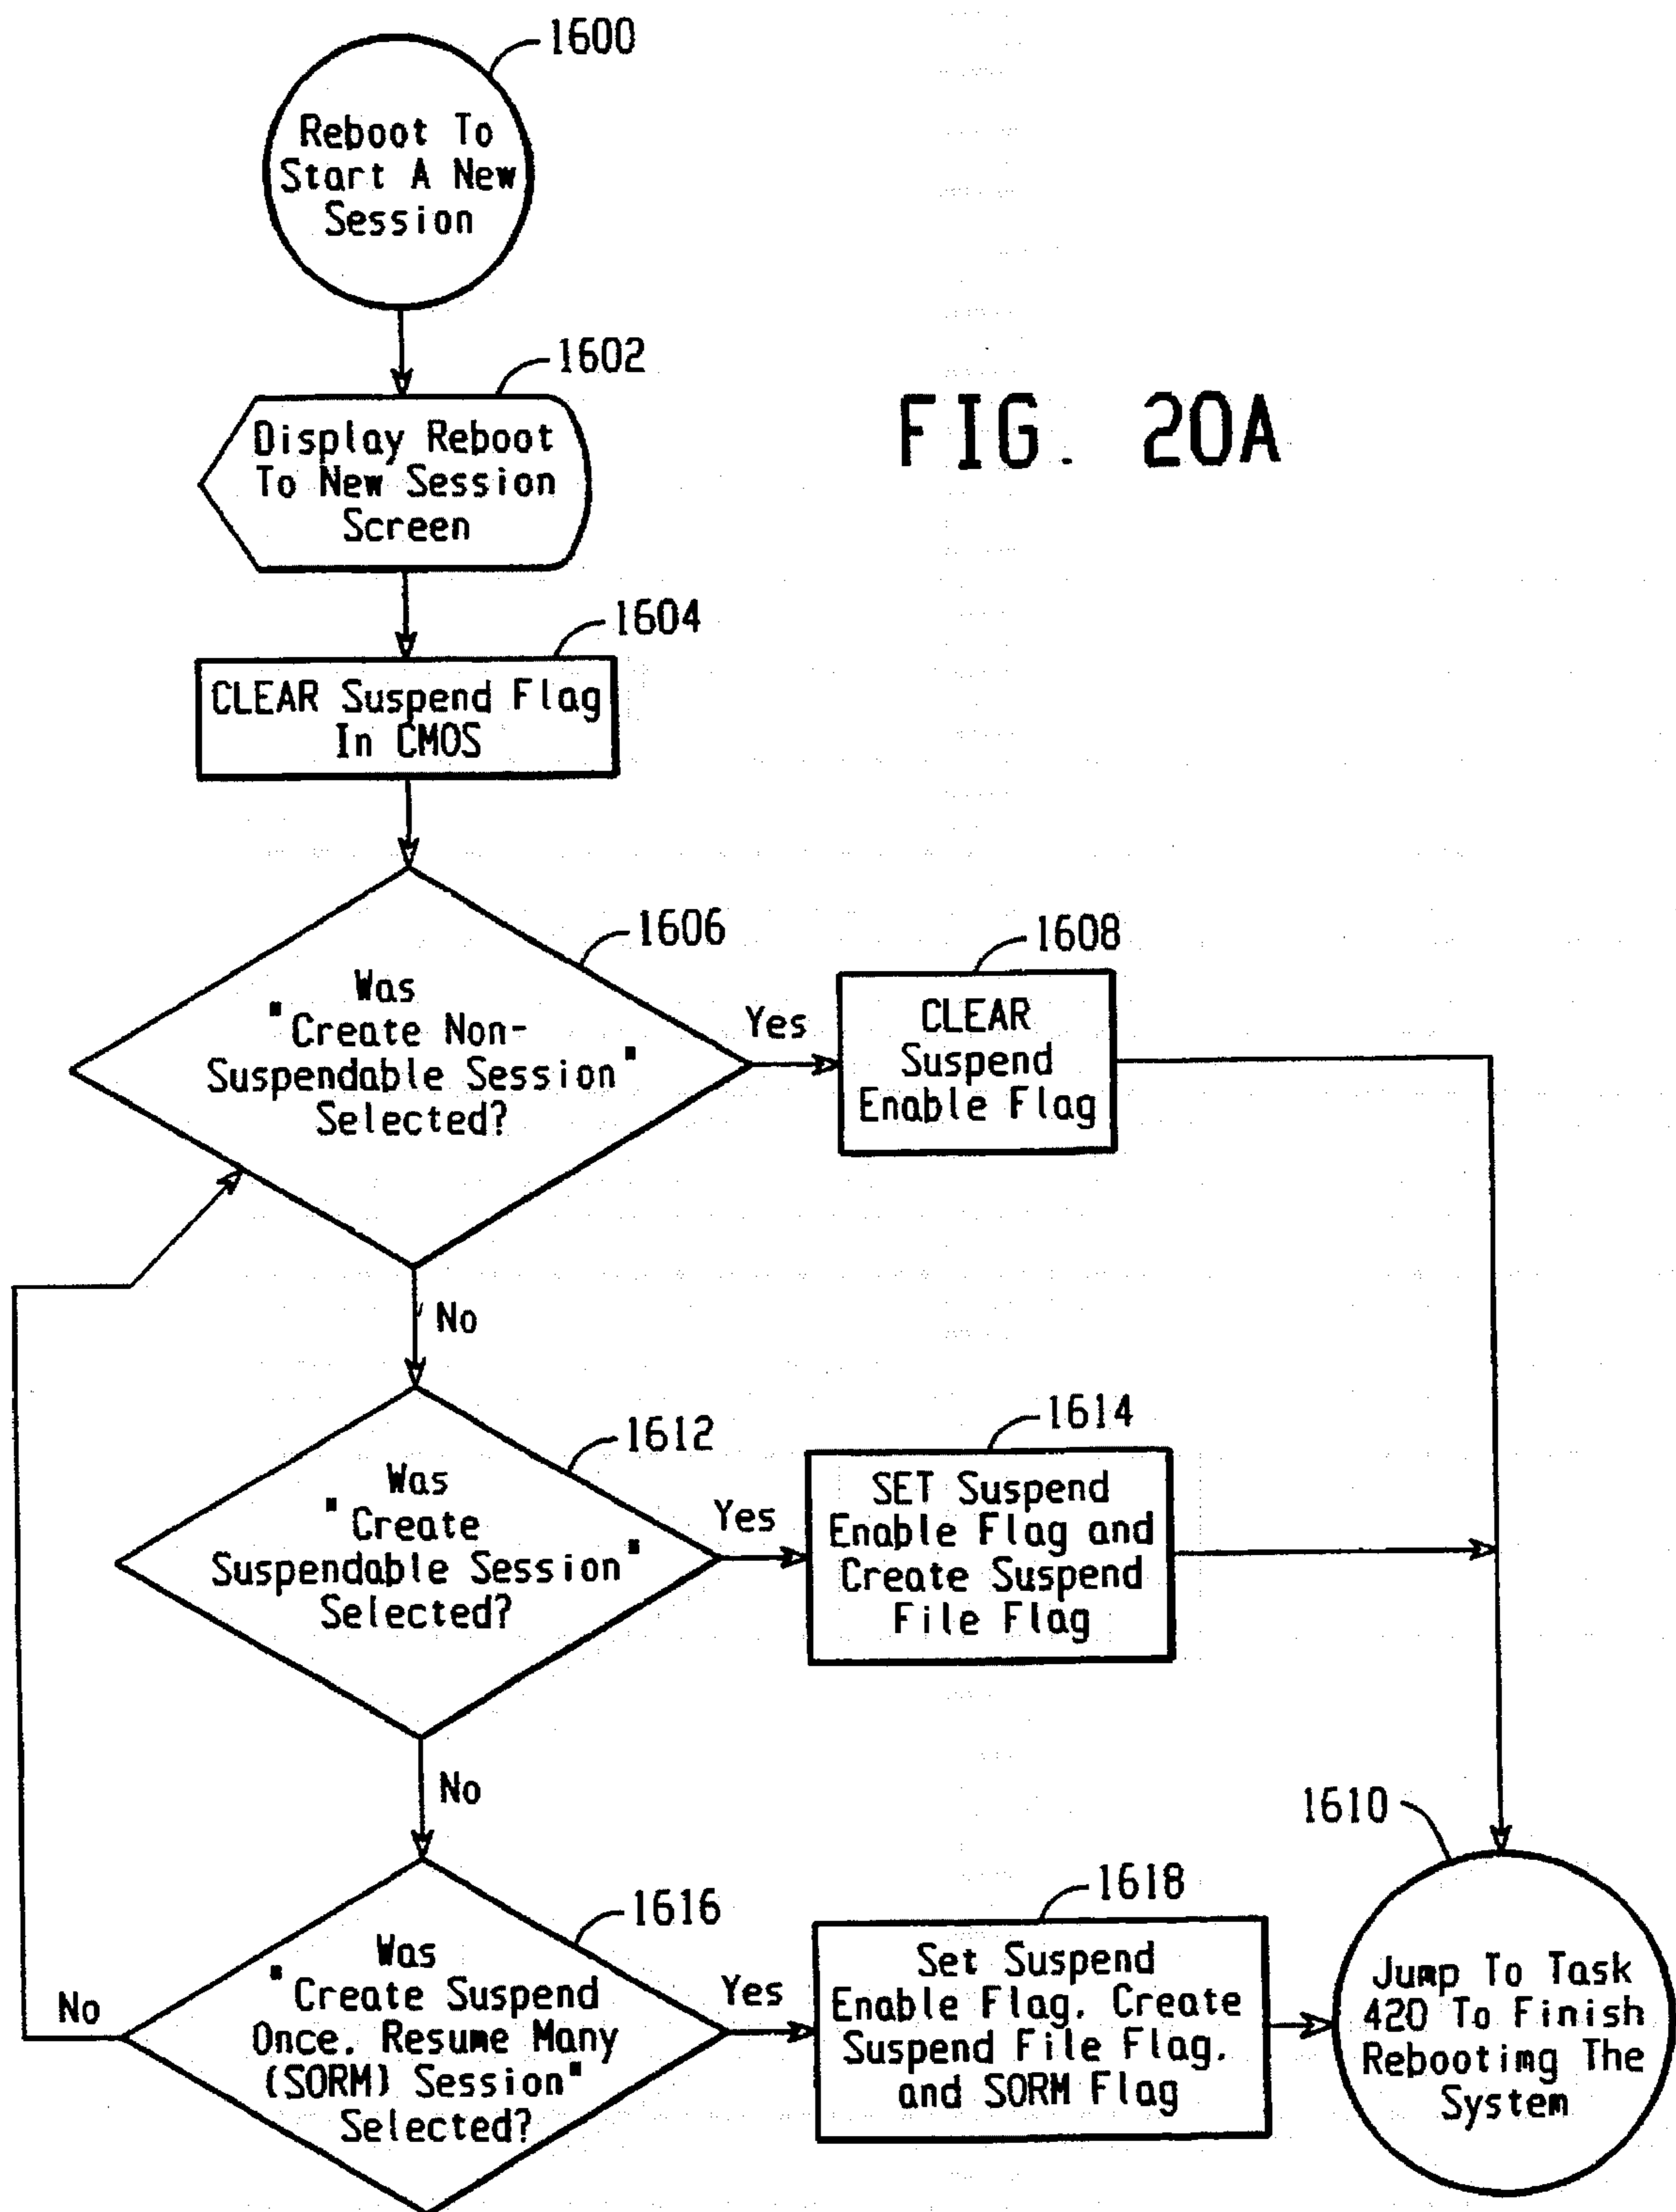 1600
Reboot To
Start A New
Session
1602
Display Reboot
To New Session
Screen
FIG. 20A
1604
CLEAR Suspend Flag
In CMOS
1606
Was
"Create Non-
Suspendable Session"
Selected?
Yes
1608
CLEAR
Suspend
Enable Flag
No
1612
Was
"Create
Suspendable Session"
Selected?
Yes
1614
SET Suspend
Enable Flag and
Create Suspend
File Flag
No
1616
Was
"Create Suspend
Once. Resume Many
(SORM) Session"
Selected?
No
Yes
1618
Set Suspend
Enable Flag. Create
Suspend File Flag.
and SORM Flag
1610
Jump To Task
420 To Finish
Rebootimg The
System